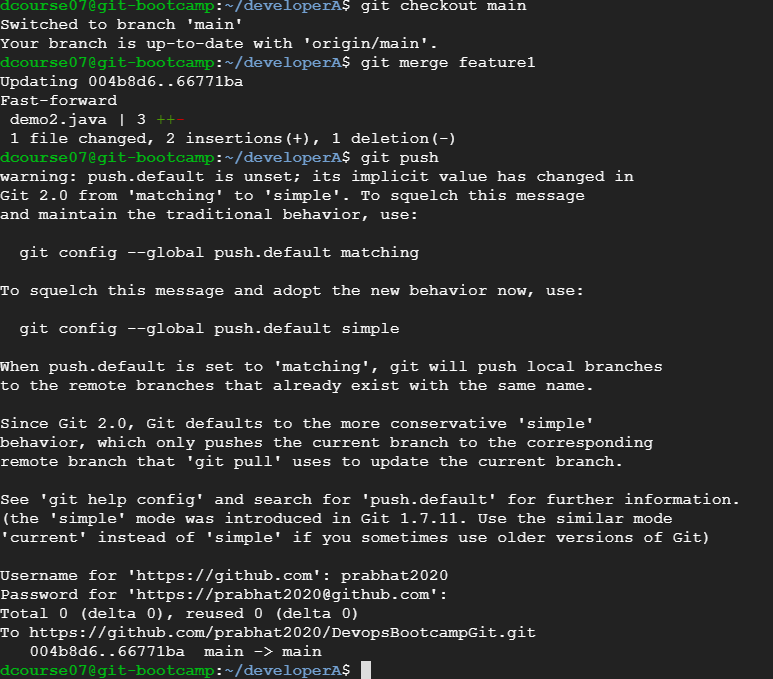 dcourse07@git-bootcamp:~/developerA$ git checkout main
Switched to branch 'main'
Your branch is up-to-date with 'origin/main'.
dcourse07@git-bootcamp:~/developerA$ git merge feature1
Updating 004b8d6..66771ba
Fast-forward
 demo2.java | 3 ++-
 1 file changed, 2 insertions(+), 1 deletion(-)
dcourse07@git-bootcamp:~/developerA$ git push
warning: push.default is unset; its implicit value has changed in
Git 2.0 from 'matching' to 'simple'. To squelch this message
and maintain the traditional behavior, use:

  git config --global push.default matching

To squelch this message and adopt the new behavior now, use:

  git config --global push.default simple

When push.default is set to 'matching', git will push local branches
to the remote branches that already exist with the same name.

Since Git 2.0, Git defaults to the more conservative 'simple'
behavior, which only pushes the current branch to the corresponding
remote branch that 'git pull' uses to update the current branch.

See 'git help config' and search for 'push.default' for further information.
(the 'simple' mode was introduced in Git 1.7.11. Use the similar mode
'current' instead of 'simple' if you sometimes use older versions of Git)

Username for 'https://github.com': prabhat2020
Password for 'https://prabhat2020@github.com':
Total 0 (delta 0), reused 0 (delta 0)
To https://github.com/prabhat2020/DevopsBootcampGit.git
   004b8d6..66771ba  main -> main
dcourse07@git-bootcamp:~/developerA$